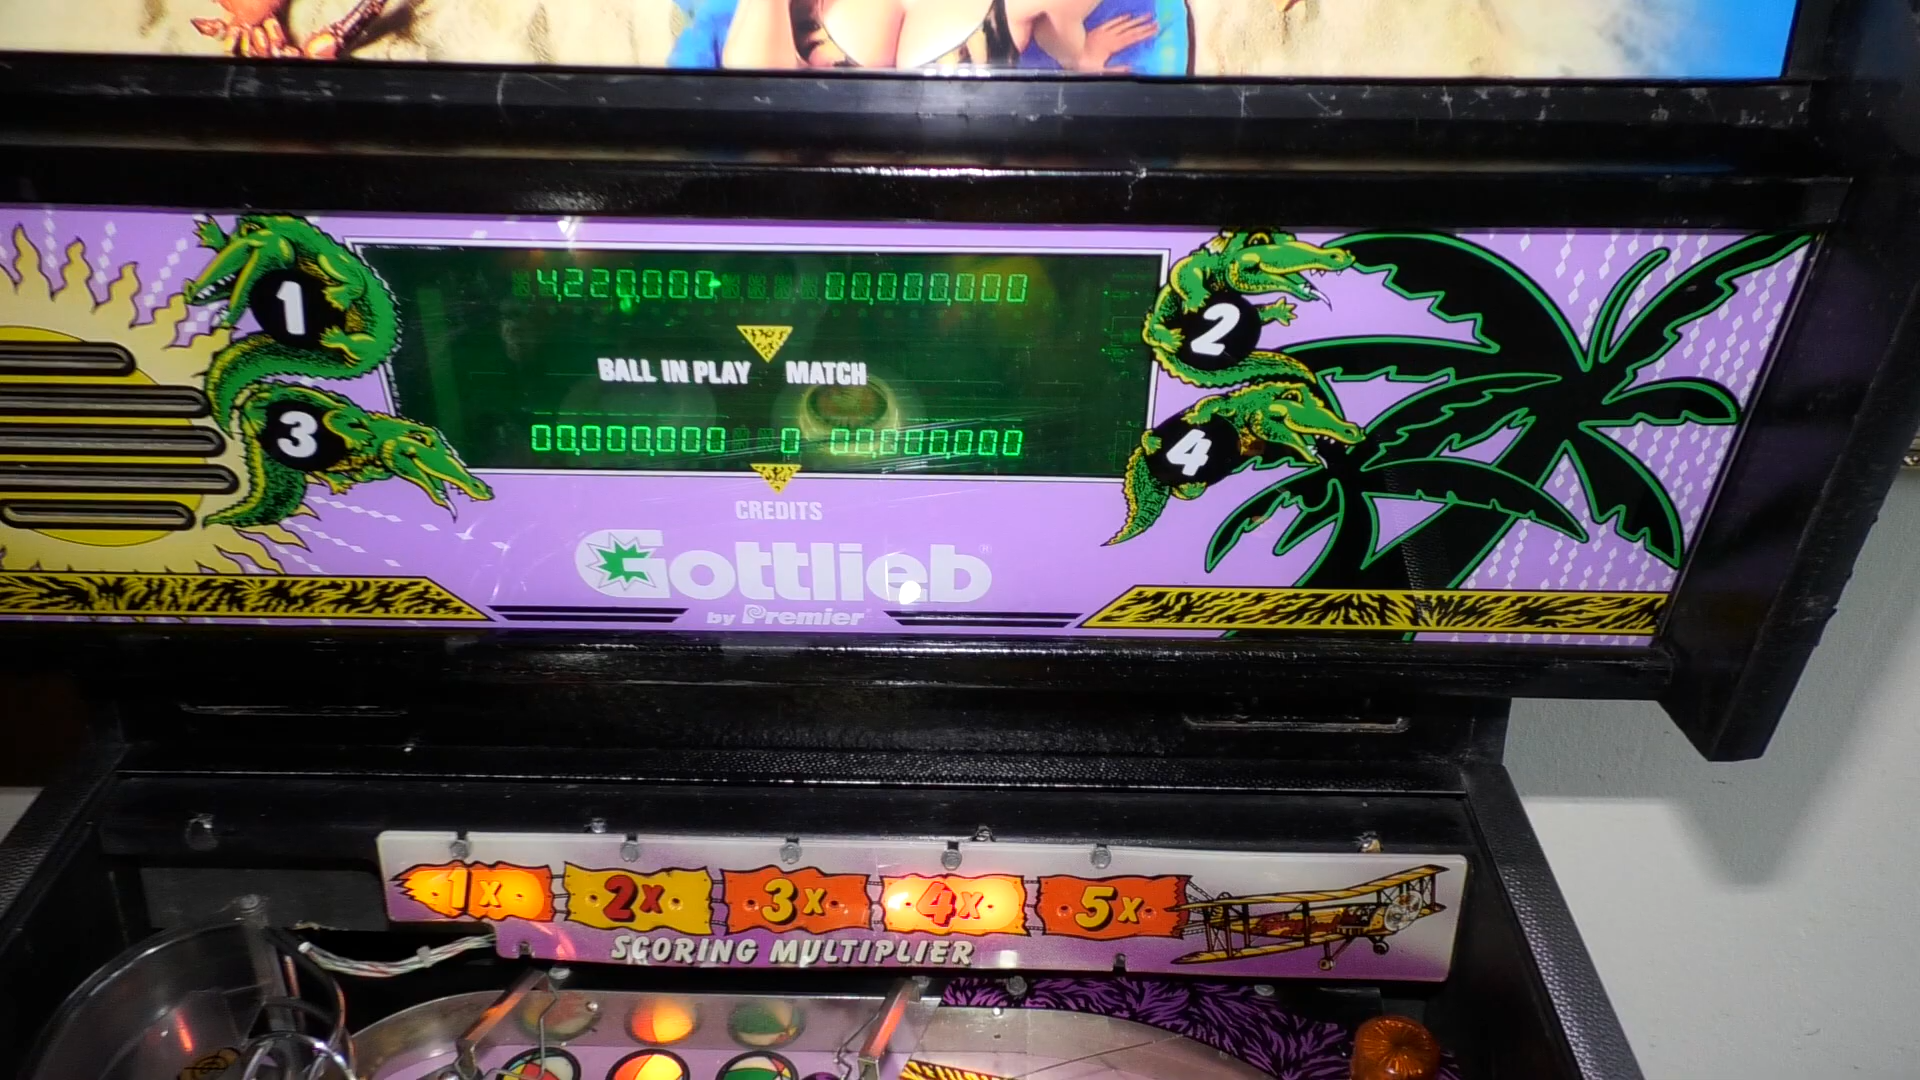 1
4,220,000 00,000,000
2
BALL IN PLAY MATCH
3
00,000,000 0 00,000,000
4
CREDITS
Gottlieb®
by Premier
1X 2X 3X 4X 5X
SCORING MULTIPLIER